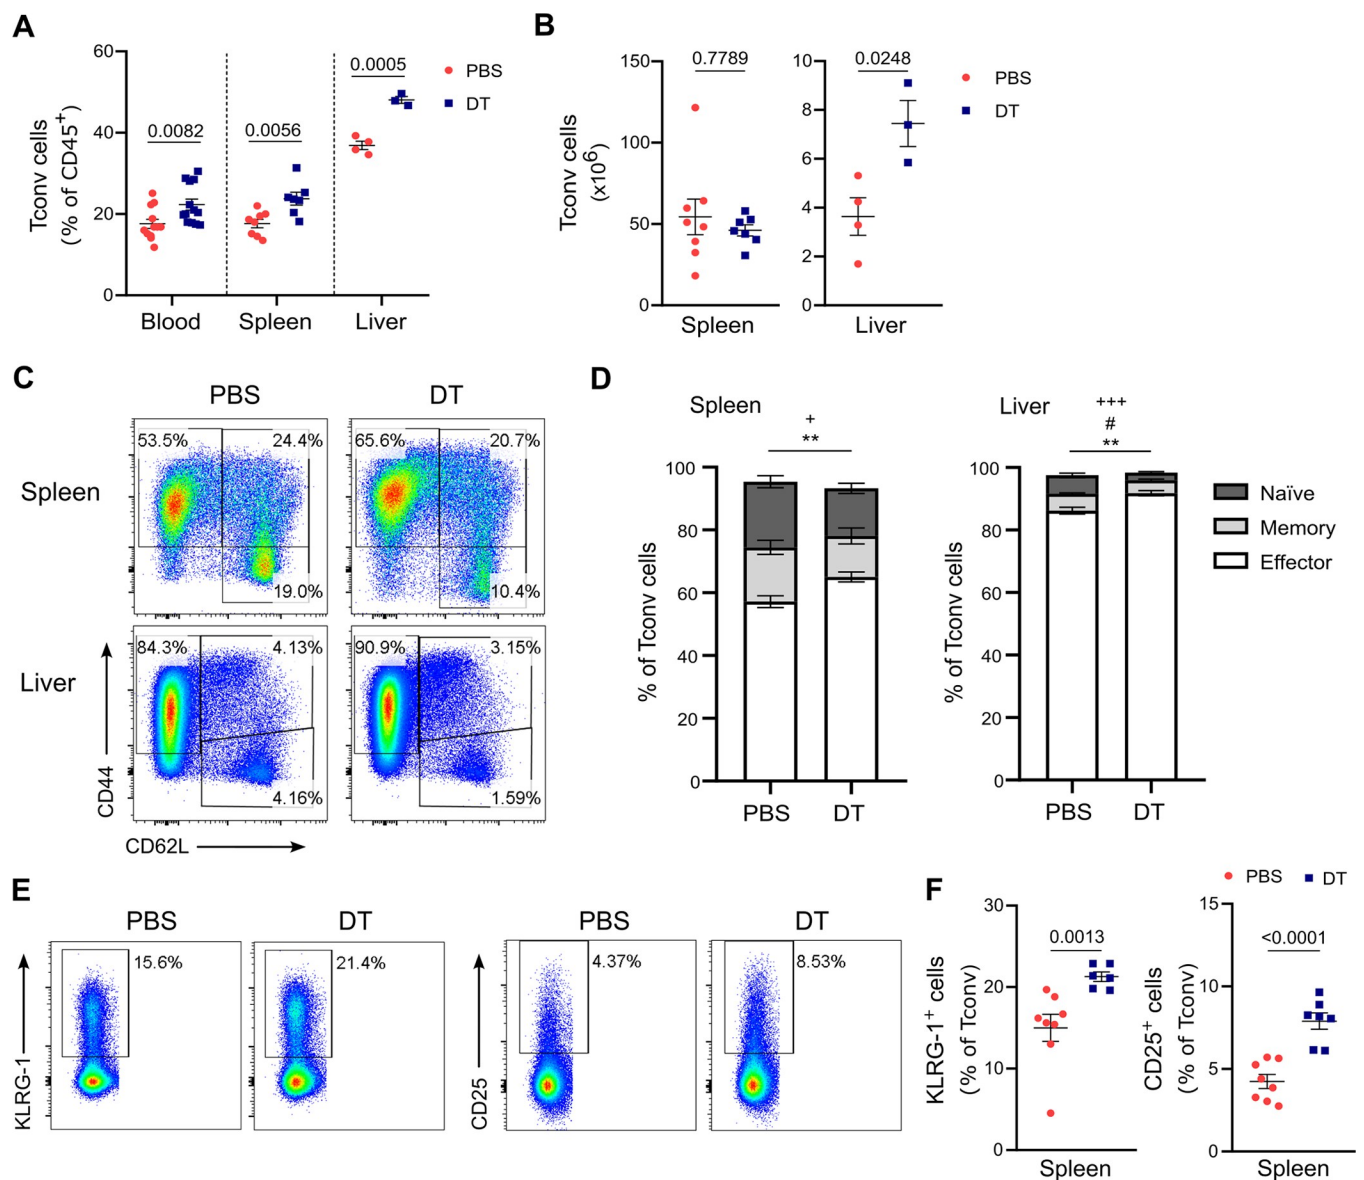 A
60
40
20
0
Tconv cells
(% of CD45+)
0.0082
0.0056
0.0005
PBS
DT
Blood
Spleen
Liver
B
150
100
50
0
Tconv cells
(x10⁶)
0.7789
Spleen
10
8
6
4
2
0
0.0248
Liver
PBS
DT
C
PBS
DT
Spleen
53.5%
24.4%
19.0%
65.6%
20.7%
10.4%
Liver
84.3%
4.13%
4.16%
90.9%
3.15%
1.59%
CD44
CD62L
D
Spleen
+
**
100
80
60
40
20
0
% of Tconv cells
PBS
DT
Liver
+++
#
**
100
80
60
40
20
0
% of Tconv cells
PBS
DT
Naïve
Memory
Effector
E
PBS
DT
15.6%
21.4%
KLRG-1
PBS
DT
4.37%
8.53%
CD25
F
PBS
DT
30
20
10
0
KLRG-1+ cells
(% of Tconv)
0.0013
Spleen
15
10
5
0
CD25+ cells
(% of Tconv)
<0.0001
Spleen